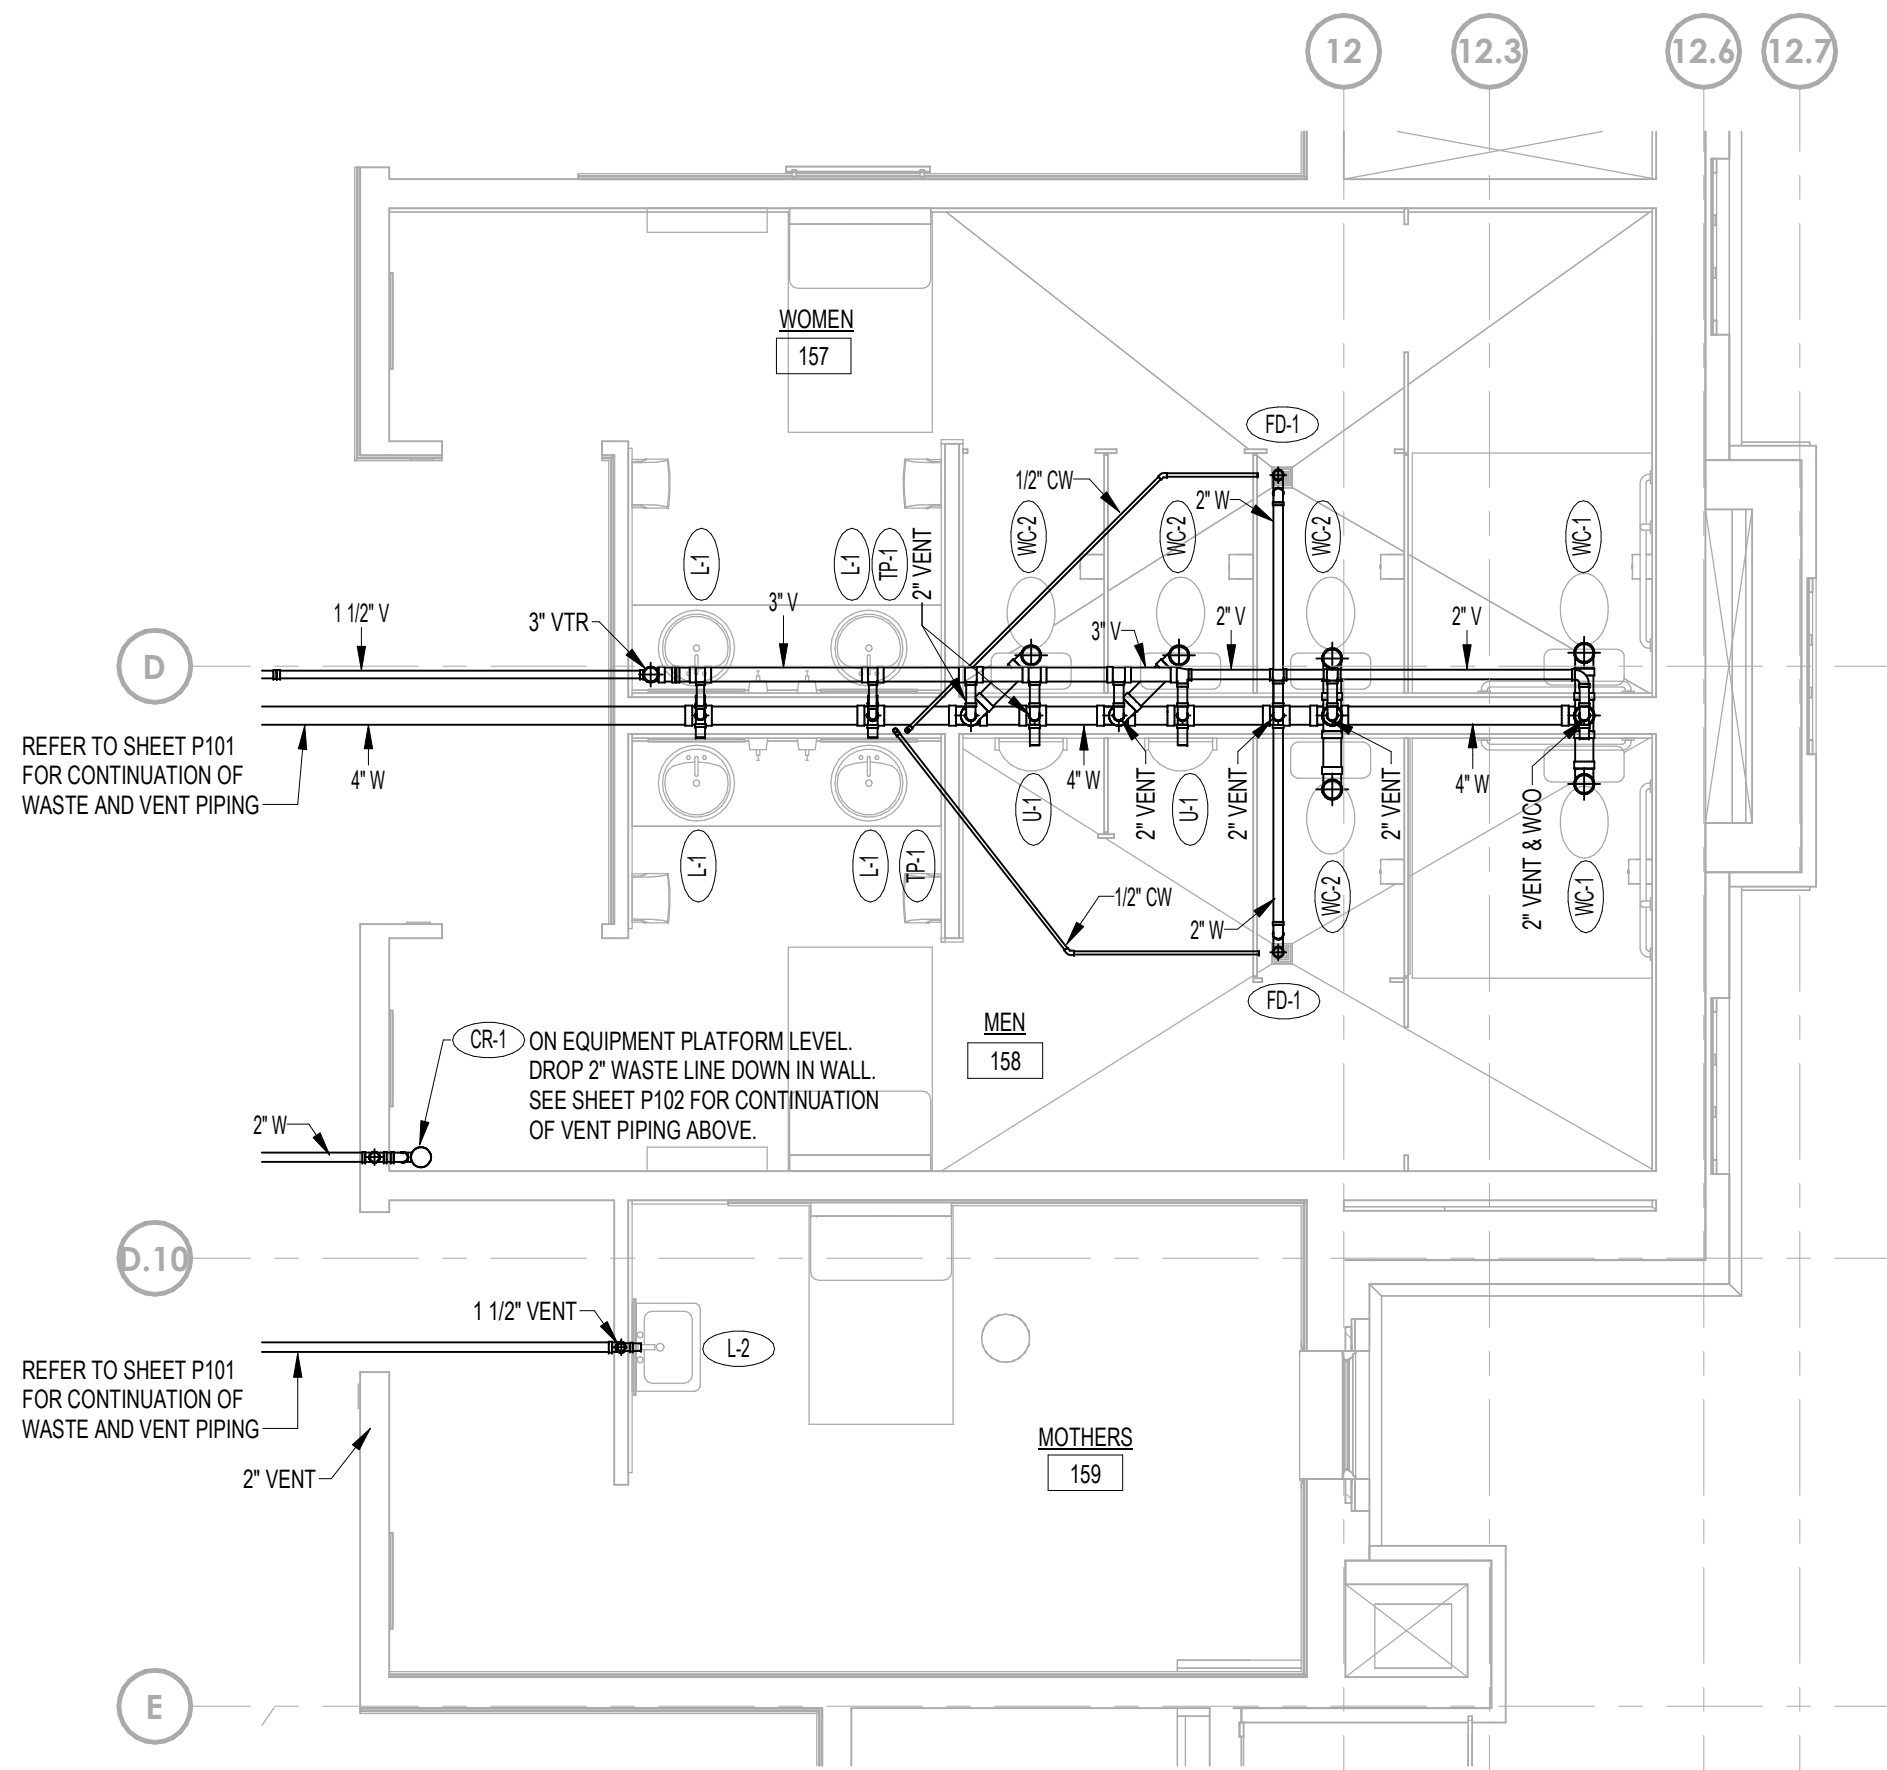 12
12.3
12.6
12.7
WOMEN
157
FD-1
1/2" CW
2" W
WC-2
WC-2
WC-2
WC-1
L-1
L-1
TP-1
2" VENT
1 1/2" V
3" VTR
3" V
3" V
2" V
2" V
D
REFER TO SHEET P101
FOR CONTINUATION OF
WASTE AND VENT PIPING
4" W
4" W
4" W
U-1
2" VENT
U-1
2" VENT
2" VENT
2" VENT & WCO
L-1
L-1
TP-1
WC-2
WC-1
1/2" CW
2" W
FD-1
MEN
158
CR-1
ON EQUIPMENT PLATFORM LEVEL.
DROP 2" WASTE LINE DOWN IN WALL.
SEE SHEET P102 FOR CONTINUATION
OF VENT PIPING ABOVE.
2" W
D.10
1 1/2" VENT
L-2
REFER TO SHEET P101
FOR CONTINUATION OF
WASTE AND VENT PIPING
2" VENT
MOTHERS
159
E